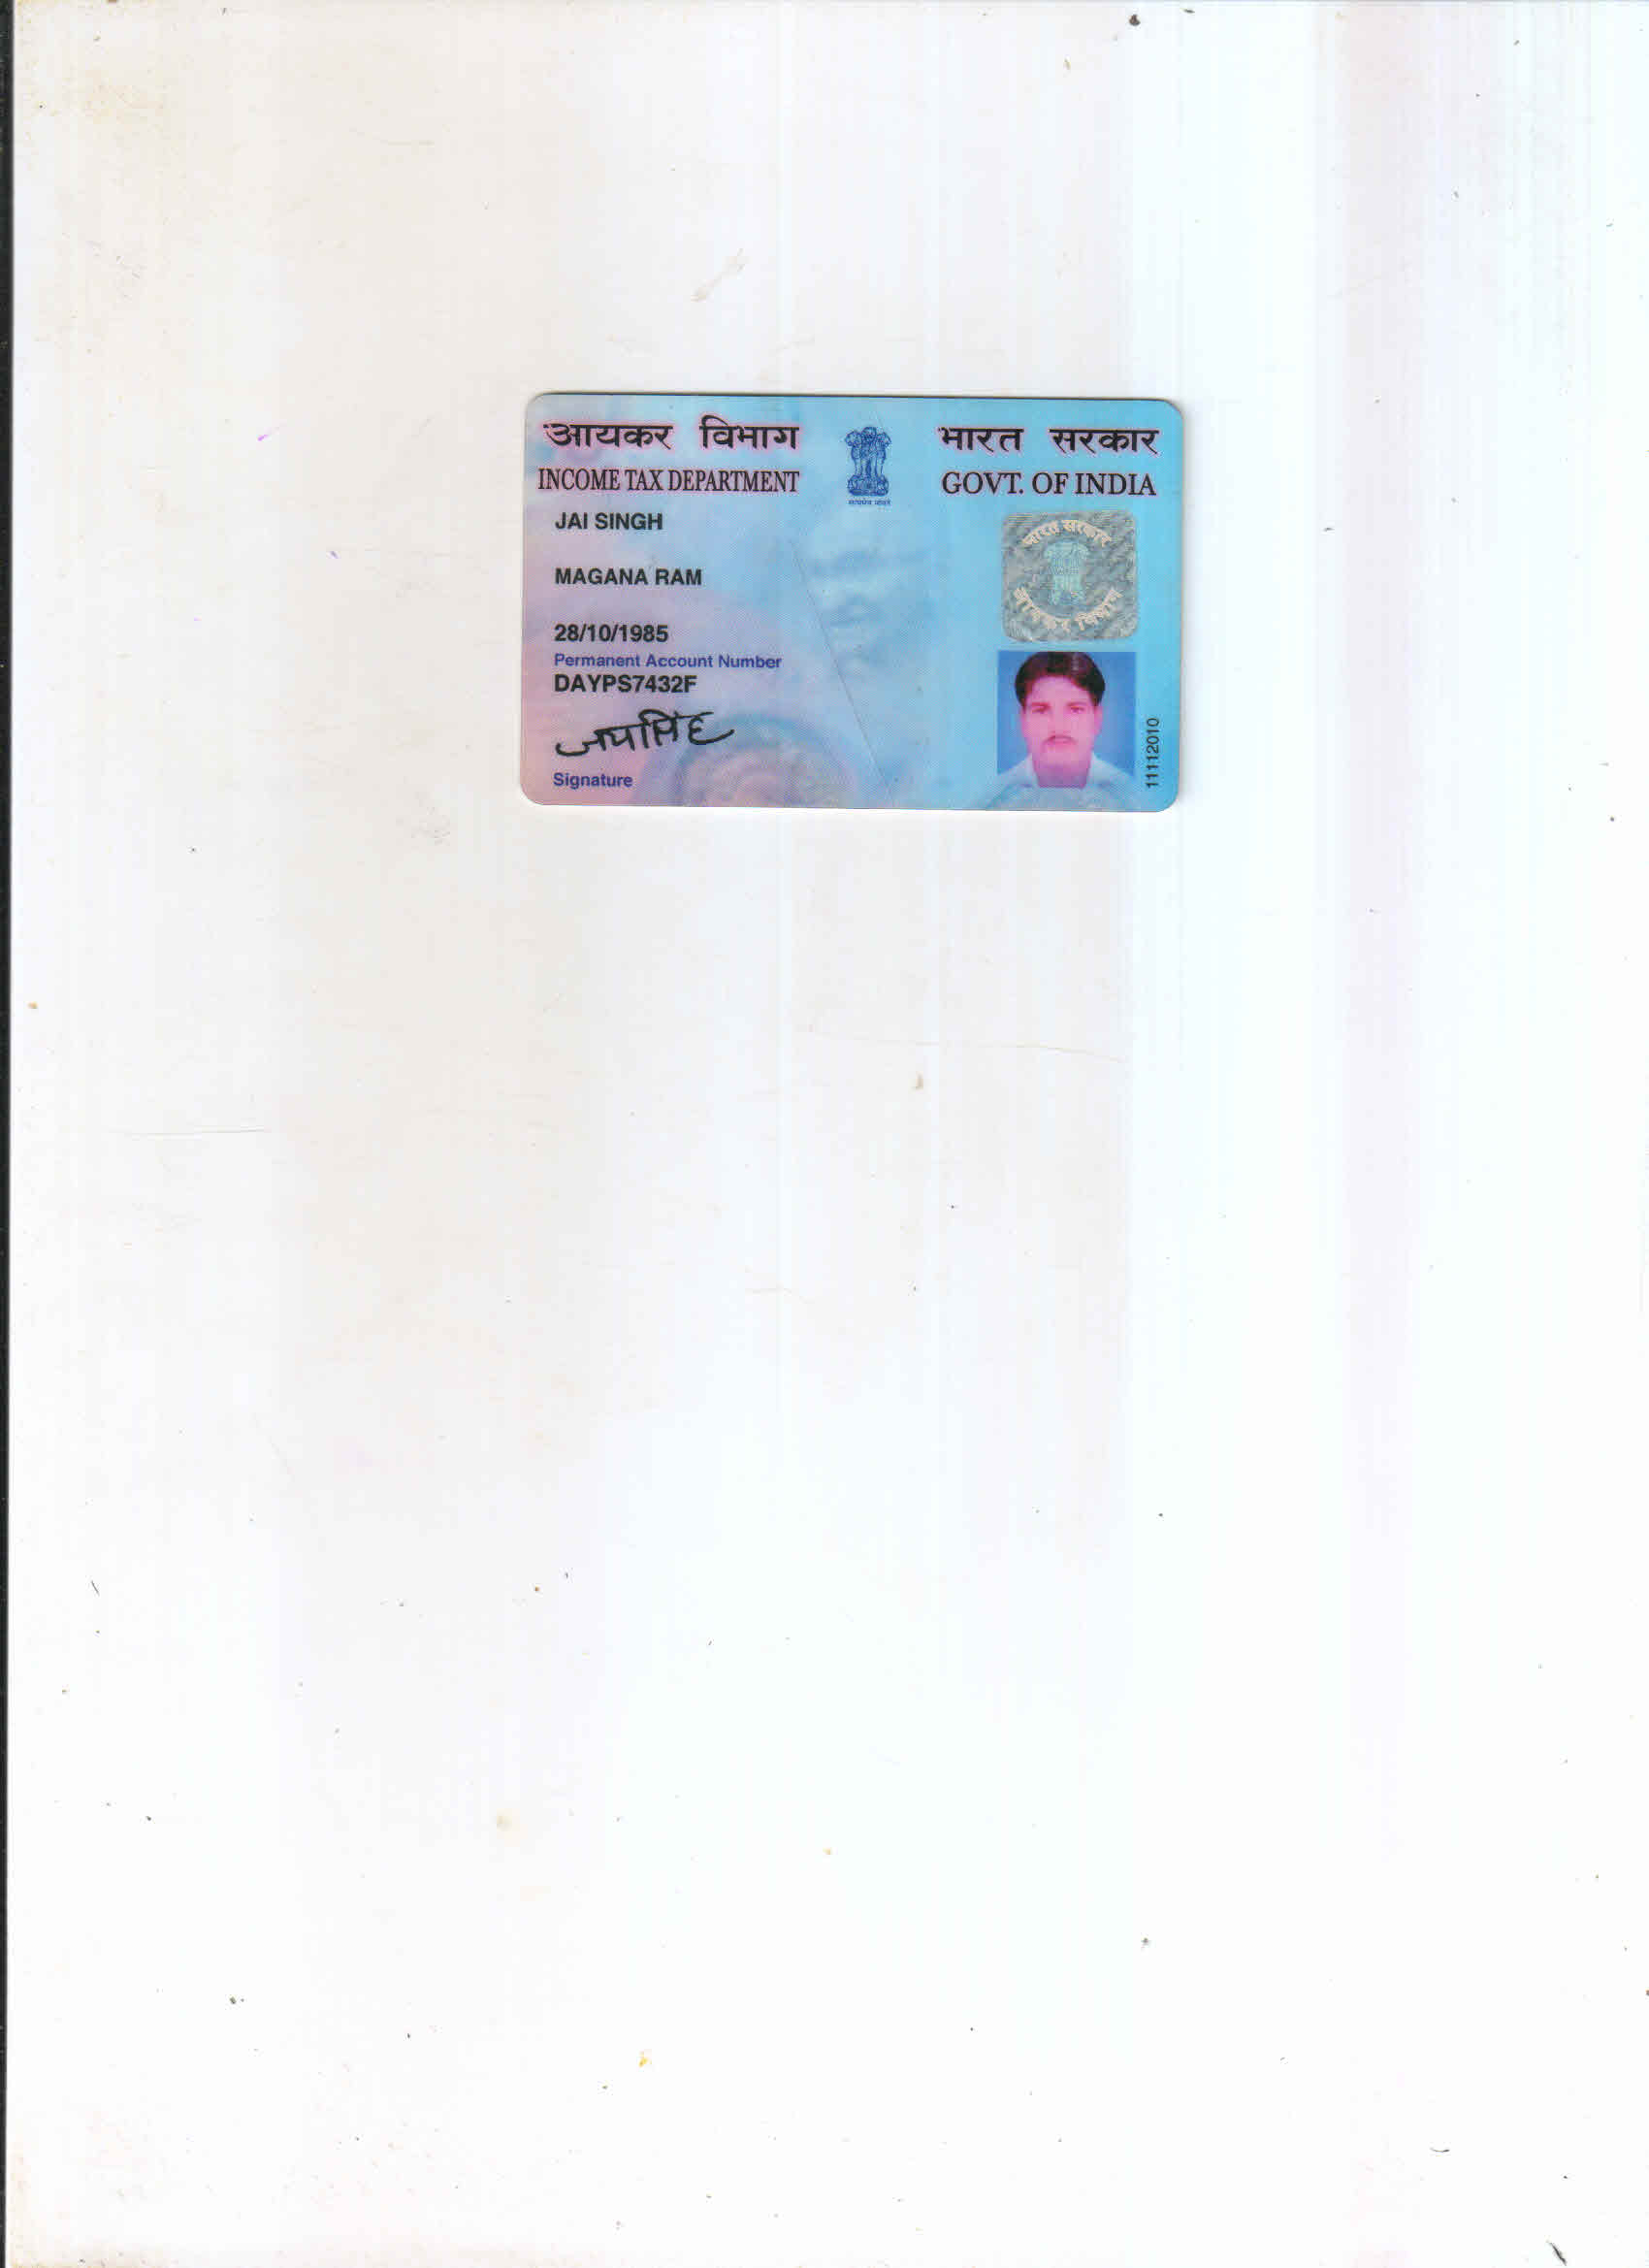 आयकर विभाग
INCOME TAX DEPARTMENT
भारत सरकार
GOVT. OF INDIA
JAI SINGH
MAGANA RAM
28/10/1985
Permanent Account Number
DAYPS7432F
जयसिंह
Signature
भारत सरकार
आयकर विभाग
11112010
सत्यमेव जयते